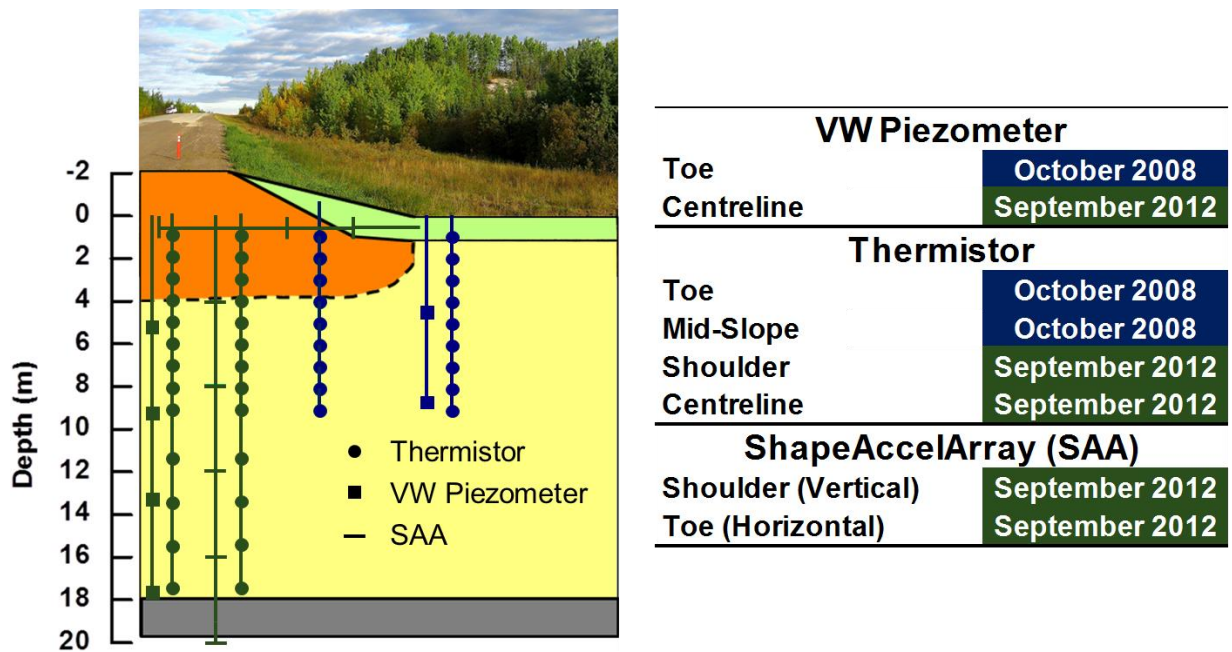 -2
0
2
4
6
8
10
12
14
16
18
20
Depth (m)
Thermistor
VW Piezometer
SAA
VW Piezometer
Toe October 2008
Centreline September 2012
Thermistor
Toe October 2008
Mid-Slope October 2008
Shoulder September 2012
Centreline September 2012
ShapeAccelArray (SAA)
Shoulder (Vertical) September 2012
Toe (Horizontal) September 2012